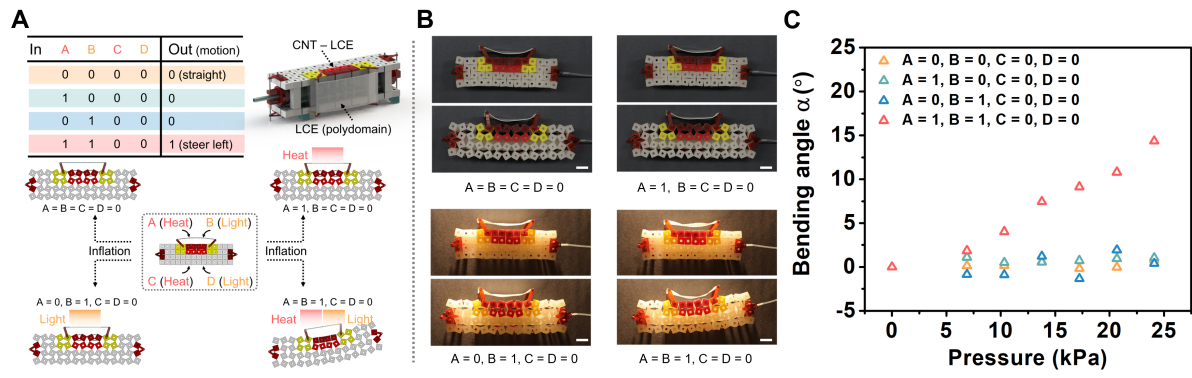 A
In A B C D Out (motion)
0 0 0 0 0 (straight)
1 0 0 0 0
0 1 0 0 0
1 1 0 0 1 (steer left)
CNT – LCE
LCE (polydomain)
Heat
A = B = C = D = 0
A = 1, B = C = D = 0
A (Heat) B (Light)
Inflation
Inflation
C (Heat) D (Light)
A = 0, B = 1, C = D = 0
A = B = 1, C = D = 0
Light
Heat Light
B
A = B = C = D = 0
A = 1, B = C = D = 0
A = 0, B = 1, C = D = 0
A = B = 1, C = D = 0
C
25
20
15
10
5
0
-5
Bending angle α (°)
A = 0, B = 0, C = 0, D = 0
A = 1, B = 0, C = 0, D = 0
A = 0, B = 1, C = 0, D = 0
A = 1, B = 1, C = 0, D = 0
0 5 10 15 20 25
Pressure (kPa)